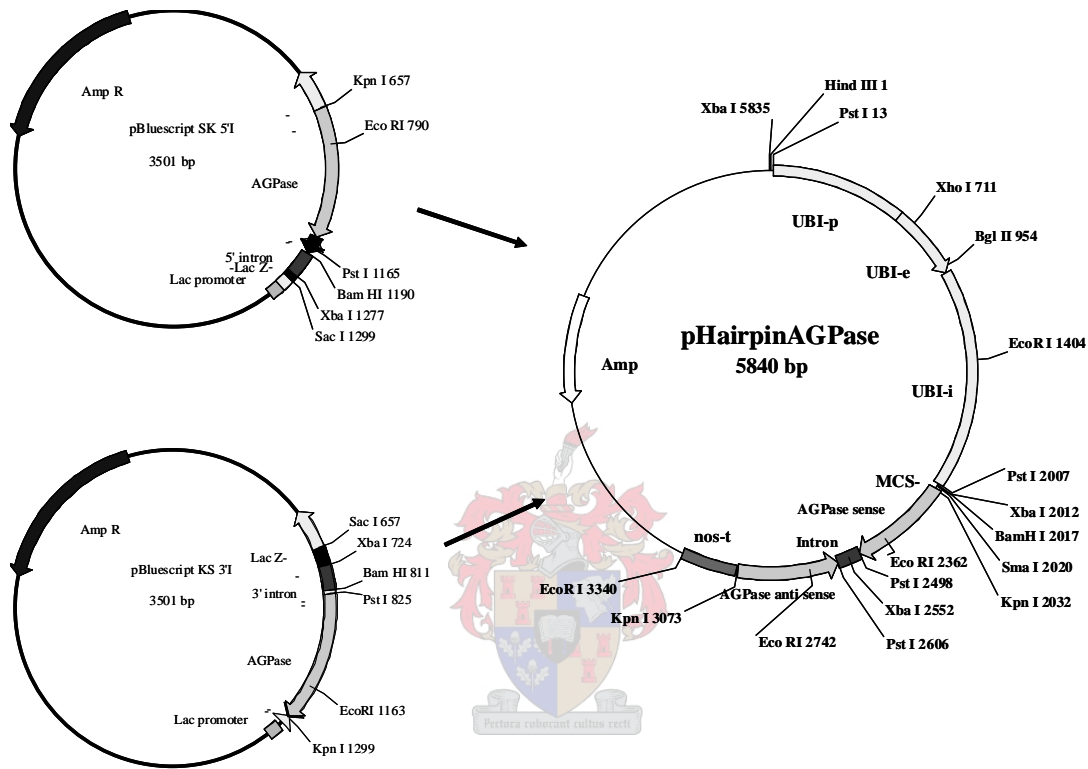 Kpn I 657
Amp R
Eco RI 790
pBluescript SK 5'I
3501 bp
AGPase
5' intron
-Lac Z-
Lac promoter
Pst I 1165
Bam HI 1190
Xba I 1277
Sac I 1299
Sac I 657
Xba I 724
Amp R
Lac Z-
pBluescript KS 3'I
3501 bp
Bam HI 811
3' intron
Pst I 825
AGPase
EcoRI 1163
Lac promoter
Kpn I 1299
Hind III 1
Xba I 5835
Pst I 13
Xho I 711
UBI-p
Bgl II 954
UBI-e
pHairpinAGPase
5840 bp
EcoR I 1404
Amp
UBI-i
MCS-
Pst I 2007
AGPase sense
Xba I 2012
BamH I 2017
nos-t
Intron
Eco RI 2362
Sma I 2020
Pst I 2498
EcoR I 3340
AGPase anti sense
Kpn I 2032
Xba I 2552
Kpn I 3073
Eco RI 2742
Pst I 2606
Pectora roborant cultus recti